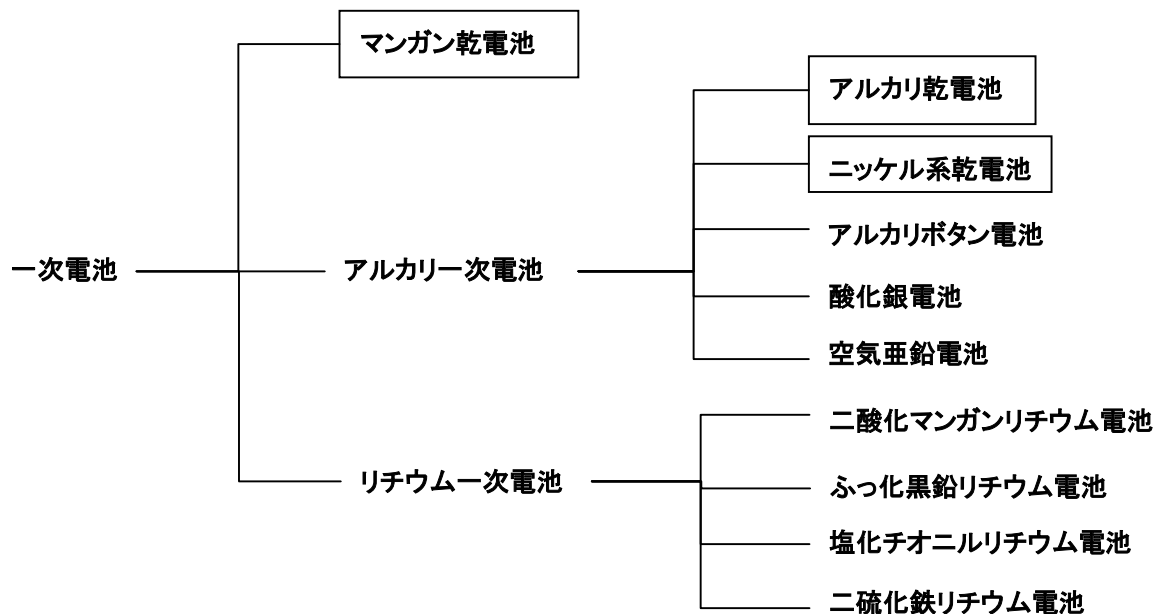 マンガン乾電池
アルカリ乾電池
ニッケル系乾電池
アルカリボタン電池
一次電池
アルカリ一次電池
酸化銀電池
空気亜鉛電池
二酸化マンガンリチウム電池
リチウム一次電池
ふっ化黒鉛リチウム電池
塩化チオニルリチウム電池
二硫化鉄リチウム電池